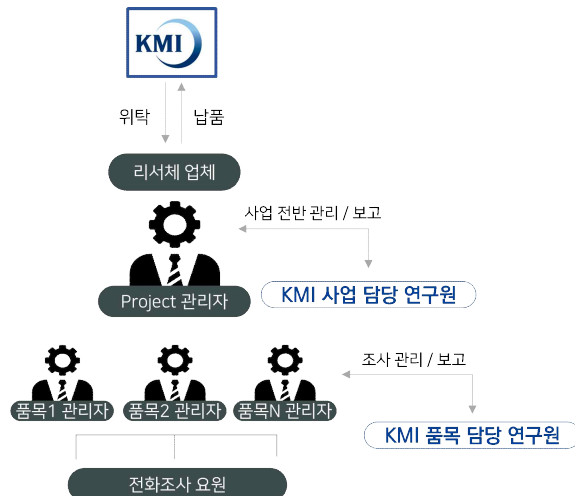 KMI
위탁
납품
리서체 업체
사업 전반 관리 / 보고
Project 관리자
KMI 사업 담당 연구원
조사 관리 / 보고
품목1 관리자
품목2 관리자
품목N 관리자
KMI 품목 담당 연구원
전화조사 요원